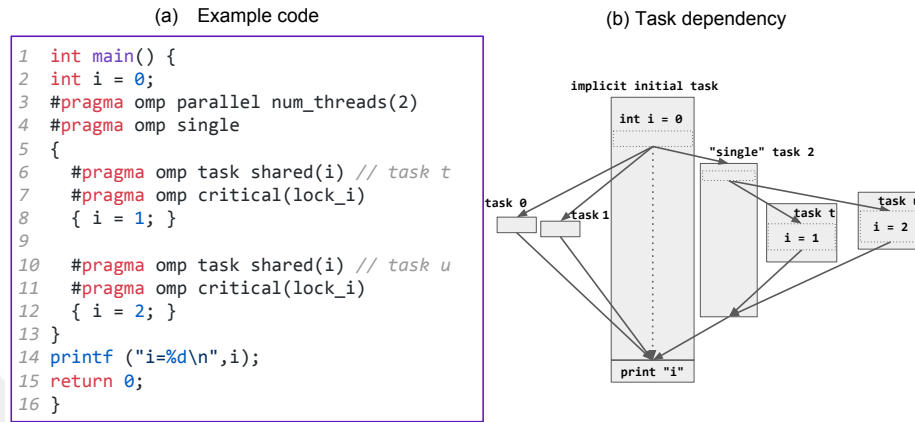 (a) Example code
(b) Task dependency
1 int main() {
2 int i = 0;
3 #pragma omp parallel num_threads(2)
4 #pragma omp single
5 {
6 #pragma omp task shared(i) // task t
7 #pragma omp critical(lock_i)
8 { i = 1; }
9
10 #pragma omp task shared(i) // task u
11 #pragma omp critical(lock_i)
12 { i = 2; }
13 }
14 printf ("i=%d\n",i);
15 return 0;
16 }
implicit initial task
int i = 0
"single" task 2
task 0
task 1
task t
i = 1
task u
i = 2
print "i"